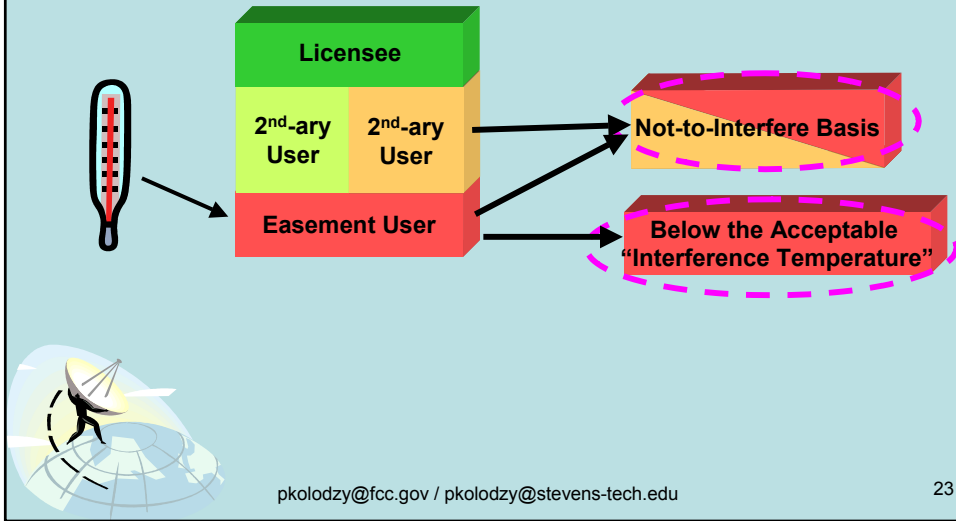 Licensee
2nd-ary
User
2nd-ary
User
Easement User
Not-to-Interfere Basis
Below the Acceptable
“Interference Temperature”
pkolodzy@fcc.gov / pkolodzy@stevens-tech.edu
23